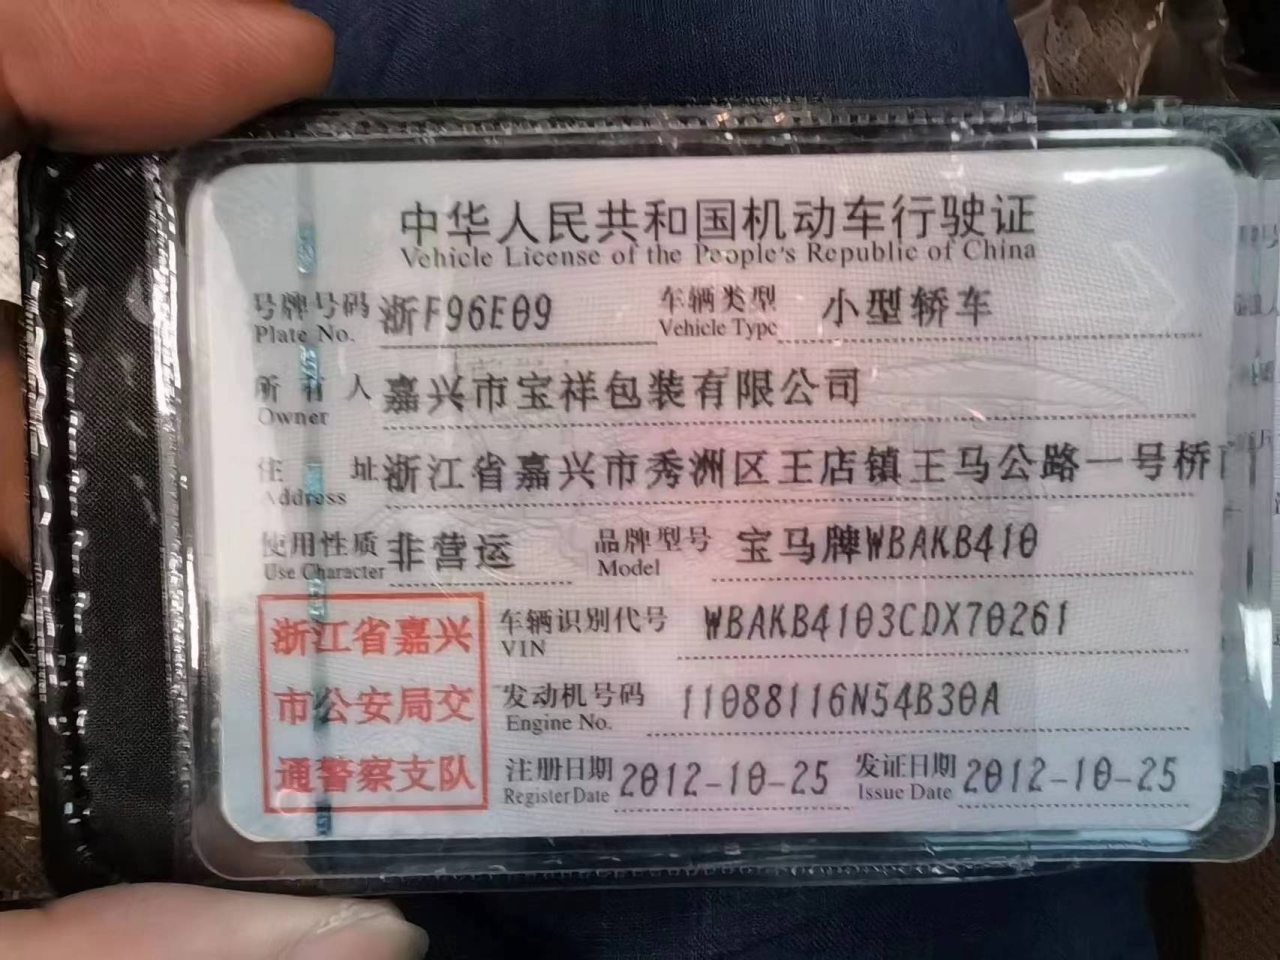 中华人民共和国机动车行驶证
Vehicle License of the People's Republic of China
号牌号码 浙F96E09 车辆类型 小型轿车
Plate No. Vehicle Type
所有人 嘉兴市宝祥包装有限公司
Owner
住址 浙江省嘉兴市秀洲区王店镇王马公路一号桥
Address
使用性质 非营运 品牌型号 宝马牌WBAKB410
Use Character Model
浙江省嘉兴
市公安局交
通警察支队
车辆识别代号 WBAKB4103CDX70261
VIN
发动机号码 11088116N54B30A
Engine No.
注册日期 2012-10-25 发证日期 2012-10-25
Register Date Issue Date